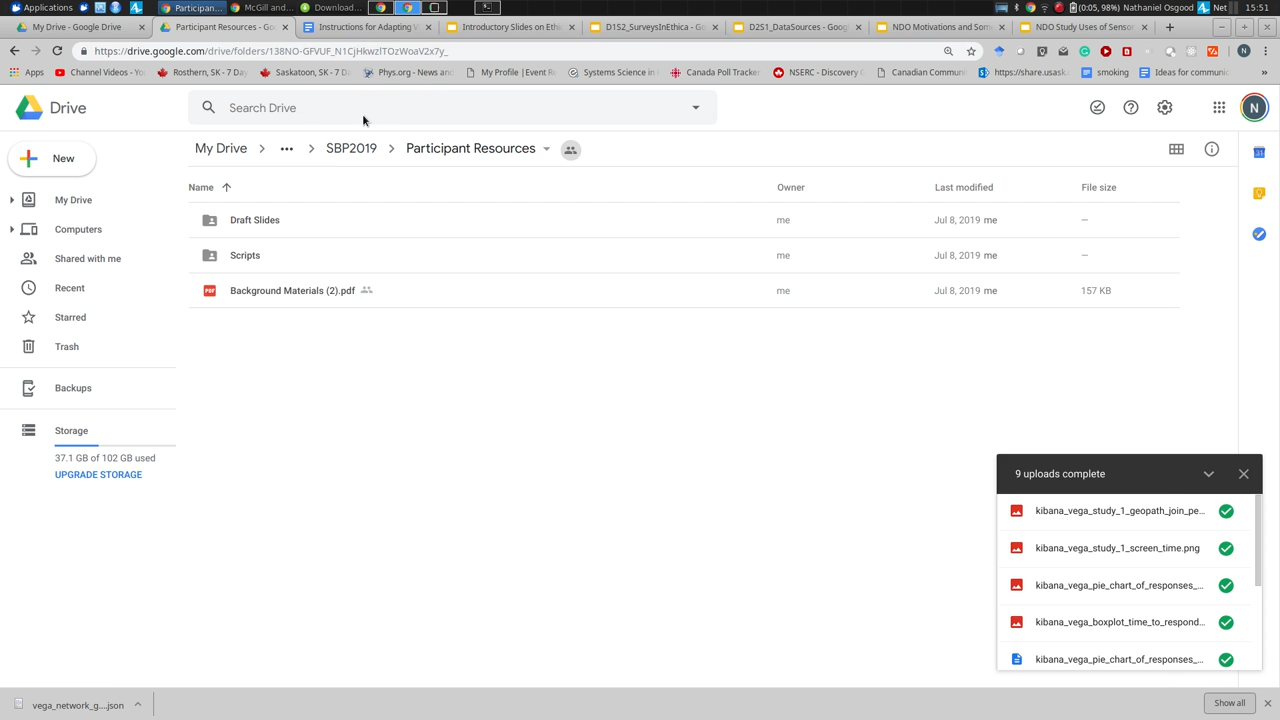 Applications
Participan...
McGill and ...
Download...
(0:05, 98%) Nathaniel Osgood
Net
15:51
My Drive - Google Drive
Participant Resources - Goo
Instructions for Adapting V
Introductory Slides on Ethi
D1S2_SurveysInEthica - Go
D2S1_DataSources - Goog
NDO Motivations and Som
NDO Study Uses of Sensor
https://drive.google.com/drive/folders/138NO-GFVUF_N1CjHkwzlTOzWoaV2x7y_
N
Apps
Channel Videos - Yo
Rosthern, SK - 7 Day
Saskatoon, SK - 7 D
Phys.org - News and
My Profile | Event R
Systems Science in
Canada Poll Tracker
NSERC - Discovery
Canadian Commun
https://share.usask.
smoking
Ideas for communic
»
Drive
Search Drive
N
New
My Drive
...
SBP2019
Participant Resources
My Drive
Computers
Shared with me
Recent
Starred
Trash
Backups
Storage
37.1 GB of 102 GB used
UPGRADE STORAGE
Name
Owner
Last modified
File size
Draft Slides
me
Jul 8, 2019 me
—
Scripts
me
Jul 8, 2019 me
—
PDF
Background Materials (2).pdf
me
Jul 8, 2019 me
157 KB
31
9 uploads complete
kibana_vega_study_1_geopath_join_pe...
kibana_vega_study_1_screen_time.png
kibana_vega_pie_chart_of_responses_...
kibana_vega_boxplot_time_to_respond...
kibana_vega_pie_chart_of_responses_...
vega_network_g....json
Show all